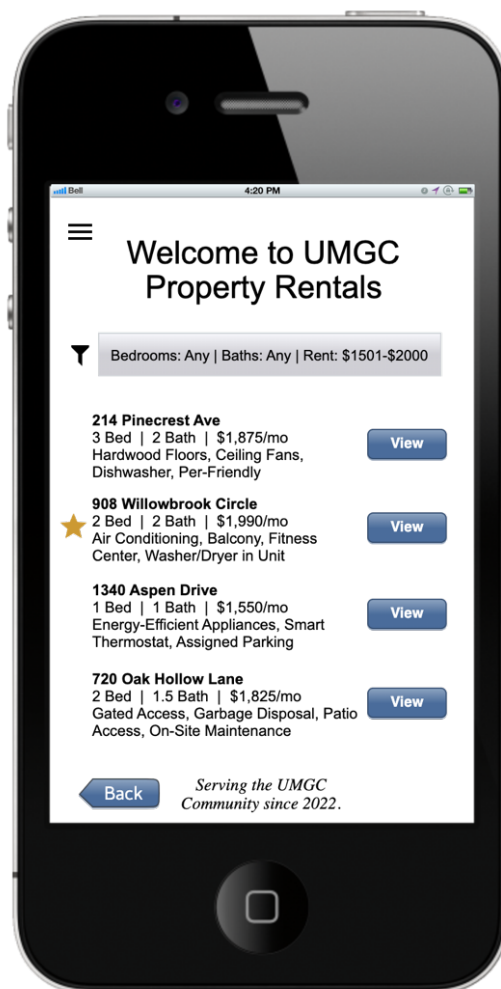 Bell 4:20 PM
Welcome to UMGC
Property Rentals
Bedrooms: Any | Baths: Any | Rent: $1501-$2000
214 Pinecrest Ave
3 Bed | 2 Bath | $1,875/mo
Hardwood Floors, Ceiling Fans,
Dishwasher, Per-Friendly
View
908 Willowbrook Circle
2 Bed | 2 Bath | $1,990/mo
Air Conditioning, Balcony, Fitness
Center, Washer/Dryer in Unit
View
1340 Aspen Drive
1 Bed | 1 Bath | $1,550/mo
Energy-Efficient Appliances, Smart
Thermostat, Assigned Parking
View
720 Oak Hollow Lane
2 Bed | 1.5 Bath | $1,825/mo
Gated Access, Garbage Disposal, Patio
Access, On-Site Maintenance
View
Back
Serving the UMGC
Community since 2022.